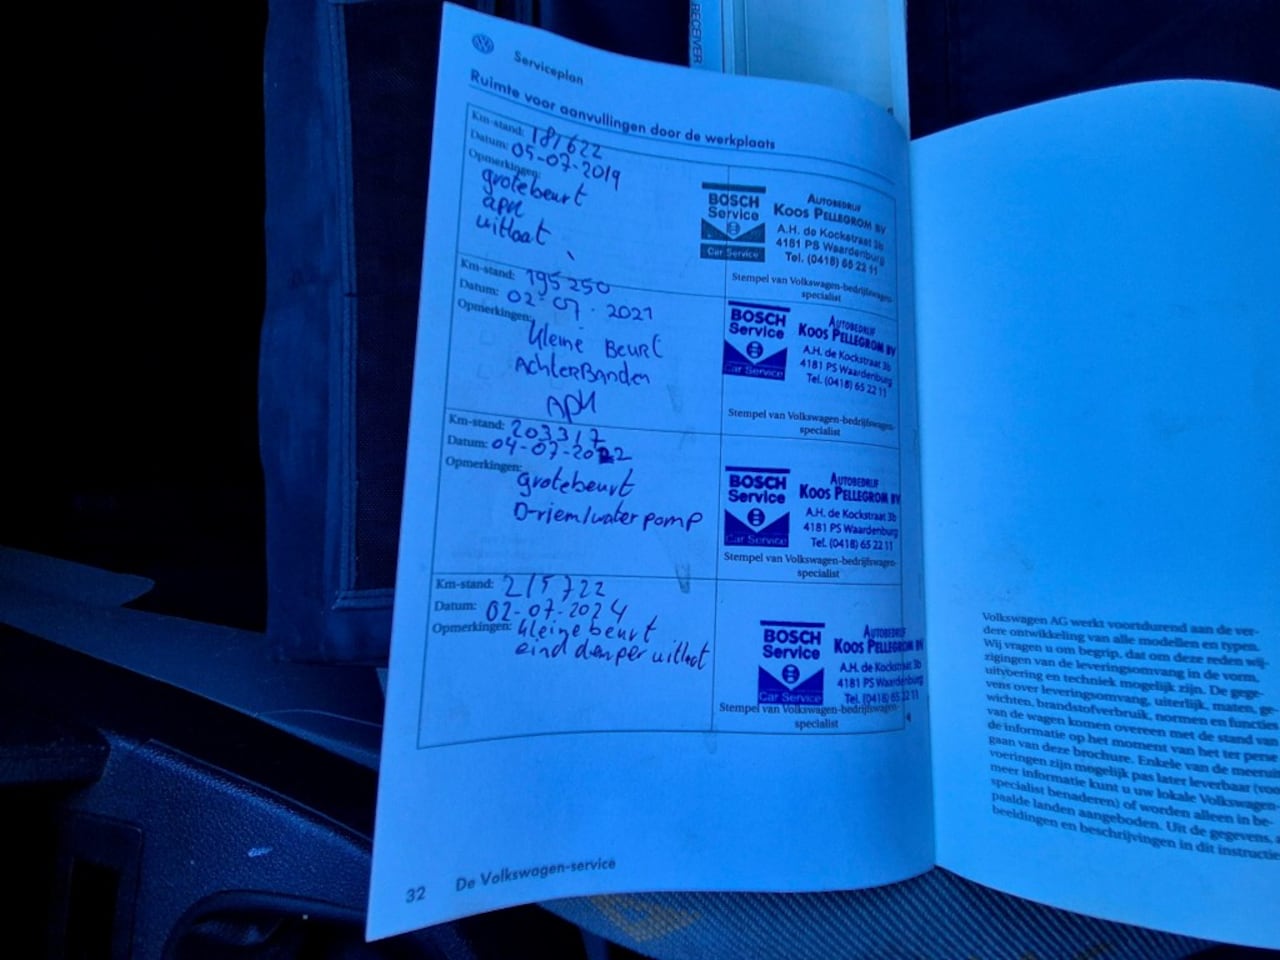 RECEIVER
Serviceplan
Ruimte voor aanvullingen door de werkplaats
Km-stand: 181622
Datum: 05-07-2019
Opmerkingen:
grote beurt
apk
uitlaat
BOSCH
Service
Car Service
AUTOBEDRIJF
KOOS PELLEGROM BV
A.H. de Kockstraat 3b
4181 PS Waardenburg
Tel. (0418) 65 22 11
Stempel van Volkswagen-bedrijfswagen-
specialist
Km-stand: 195250
Datum: 02-07-2021
Opmerkingen:
kleine Beurt
AchterBanden
APK
BOSCH
Service
Car Service
AUTOBEDRIJF
KOOS PELLEGROM BV
A.H. de Kockstraat 3b
4181 PS Waardenburg
Tel. (0418) 65 22 11
Stempel van Volkswagen-bedrijfswagen-
specialist
Km-stand: 203317
Datum: 04-07-2022
Opmerkingen:
grote beurt
D-riem/waterpomp
BOSCH
Service
Car Service
AUTOBEDRIJF
KOOS PELLEGROM BV
A.H. de Kockstraat 3b
4181 PS Waardenburg
Tel. (0418) 65 22 11
Stempel van Volkswagen-bedrijfswagen-
specialist
Km-stand: 215722
Datum: 02-07-2024
Opmerkingen: kleine beurt
eind demper uitlaat
BOSCH
Service
Car Service
AUTOBEDRIJF
KOOS PELLEGROM BV
A.H. de Kockstraat 3b
4181 PS Waardenburg
Tel. (0418) 65 22 11
Stempel van Volkswagen-bedrijfswagen-
specialist
32 De Volkswagen-service
Volkswagen AG werkt voortdurend aan de ver-
dere ontwikkeling van alle modellen en typen.
Wij vragen u om begrip, dat om deze reden wij-
zigingen van de leveringsomvang in de vorm,
uitvoering en techniek mogelijk zijn. De gege-
vens over leveringsomvang, uiterlijk, maten, ge-
wichten, brandstofverbruik, normen en functies
van de wagen komen overeen met de stand van
de informatie op het moment van het ter perse
gaan van deze brochure. Enkele van de meerui
voeringen zijn mogelijk pas later leverbaar (voor
meer informatie kunt u uw lokale Volkswagen-
specialist benaderen) of worden alleen in be-
paalde landen aangeboden. Uit de gegevens, a
beeldingen en beschrijvingen in dit instructie